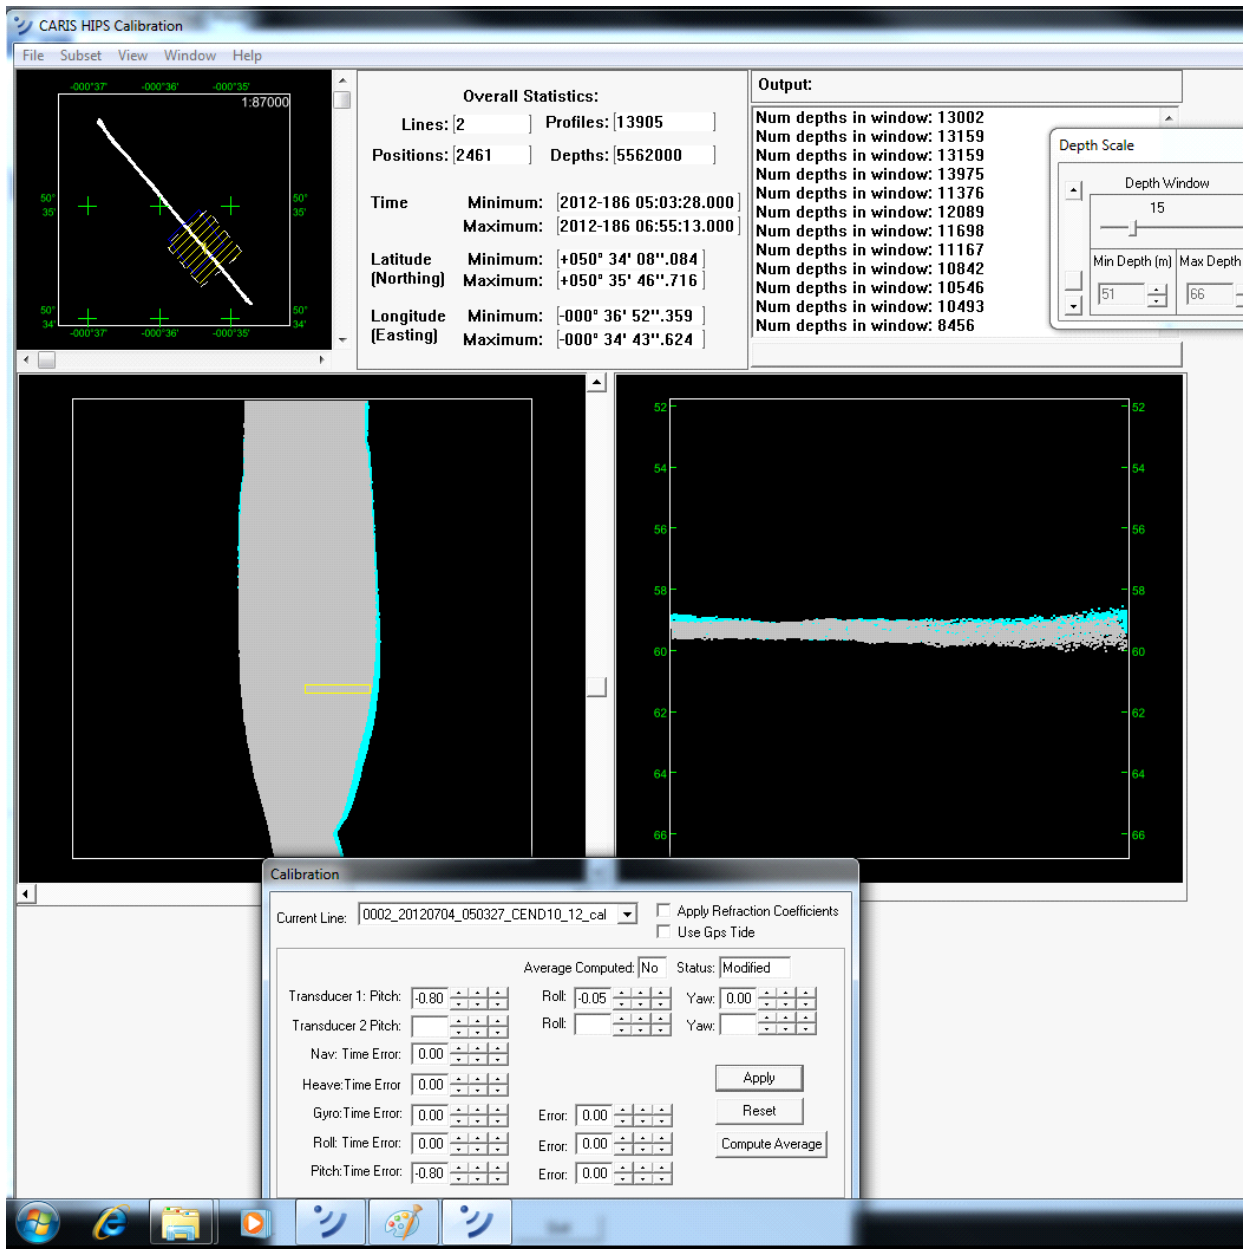 CARIS HIPS Calibration
File Subset View Window Help
-000°37' -000°36' -000°35'
1:87000
50° 35' 50° 35'
50° 34' 50° 34'
-000°37' -000°36' -000°35'
Overall Statistics:
Lines: [2 ] Profiles: [13905 ]
Positions: [2461 ] Depths: [5562000 ]
Time Minimum: [2012-186 05:03:28.000]
Maximum: [2012-186 06:55:13.000]
Latitude Minimum: [+050° 34' 08".084 ]
(Northing) Maximum: [+050° 35' 46".716 ]
Longitude Minimum: [-000° 36' 52".359 ]
(Easting) Maximum: [-000° 34' 43".624 ]
Output:
Num depths in window: 13002
Num depths in window: 13159
Num depths in window: 13159
Num depths in window: 13975
Num depths in window: 11376
Num depths in window: 12089
Num depths in window: 11698
Num depths in window: 11167
Num depths in window: 10842
Num depths in window: 10546
Num depths in window: 10493
Num depths in window: 8456
Depth Scale
Depth Window
15
Min Depth (m) Max Depth
51 66
52 52
54 54
56 56
58 58
60 60
62 62
64 64
66 66
Calibration
Current Line: 0002_20120704_050327_CEND10_12_cal Apply Refraction Coefficients
Use Gps Tide
Average Computed: No Status: Modified
Transducer 1: Pitch: -0.80 Roll: -0.05 Yaw: 0.00
Transducer 2 Pitch: Roll: Yaw:
Nav: Time Error: 0.00
Heave:Time Error 0.00 Apply
Gyro:Time Error: 0.00 Error: 0.00 Reset
Roll: Time Error: 0.00 Error: 0.00 Compute Average
Pitch:Time Error: -0.80 Error: 0.00